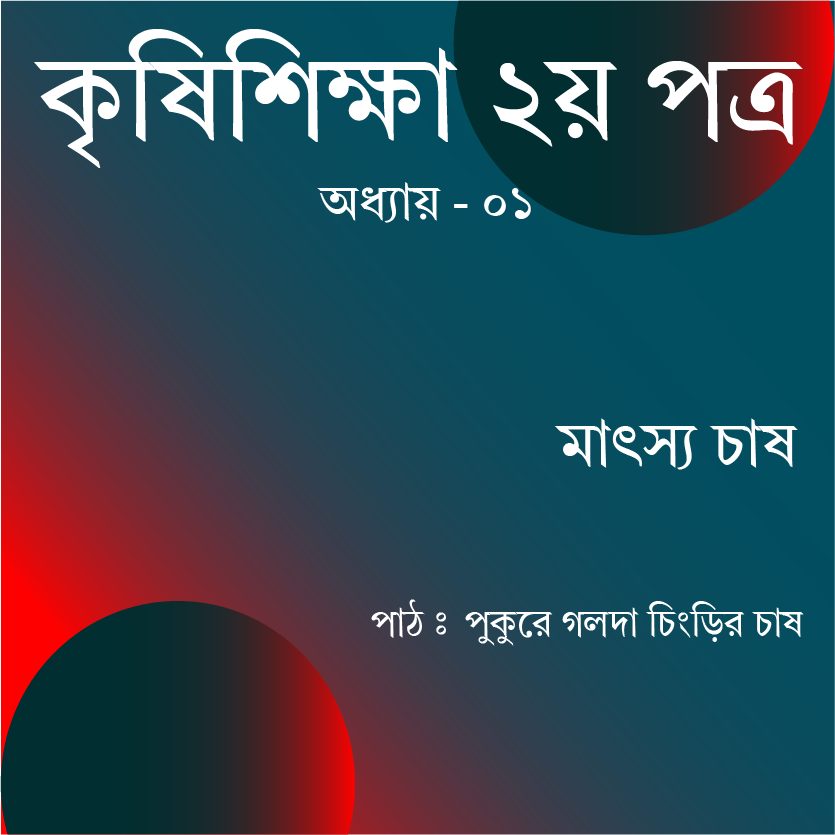 কৃষিশিক্ষা ২য় পত্র
অধ্যায় - ০১
মাৎস্য চাষ
পাঠ ঃ পুকুরে গলদা চিংড়ির চাষ